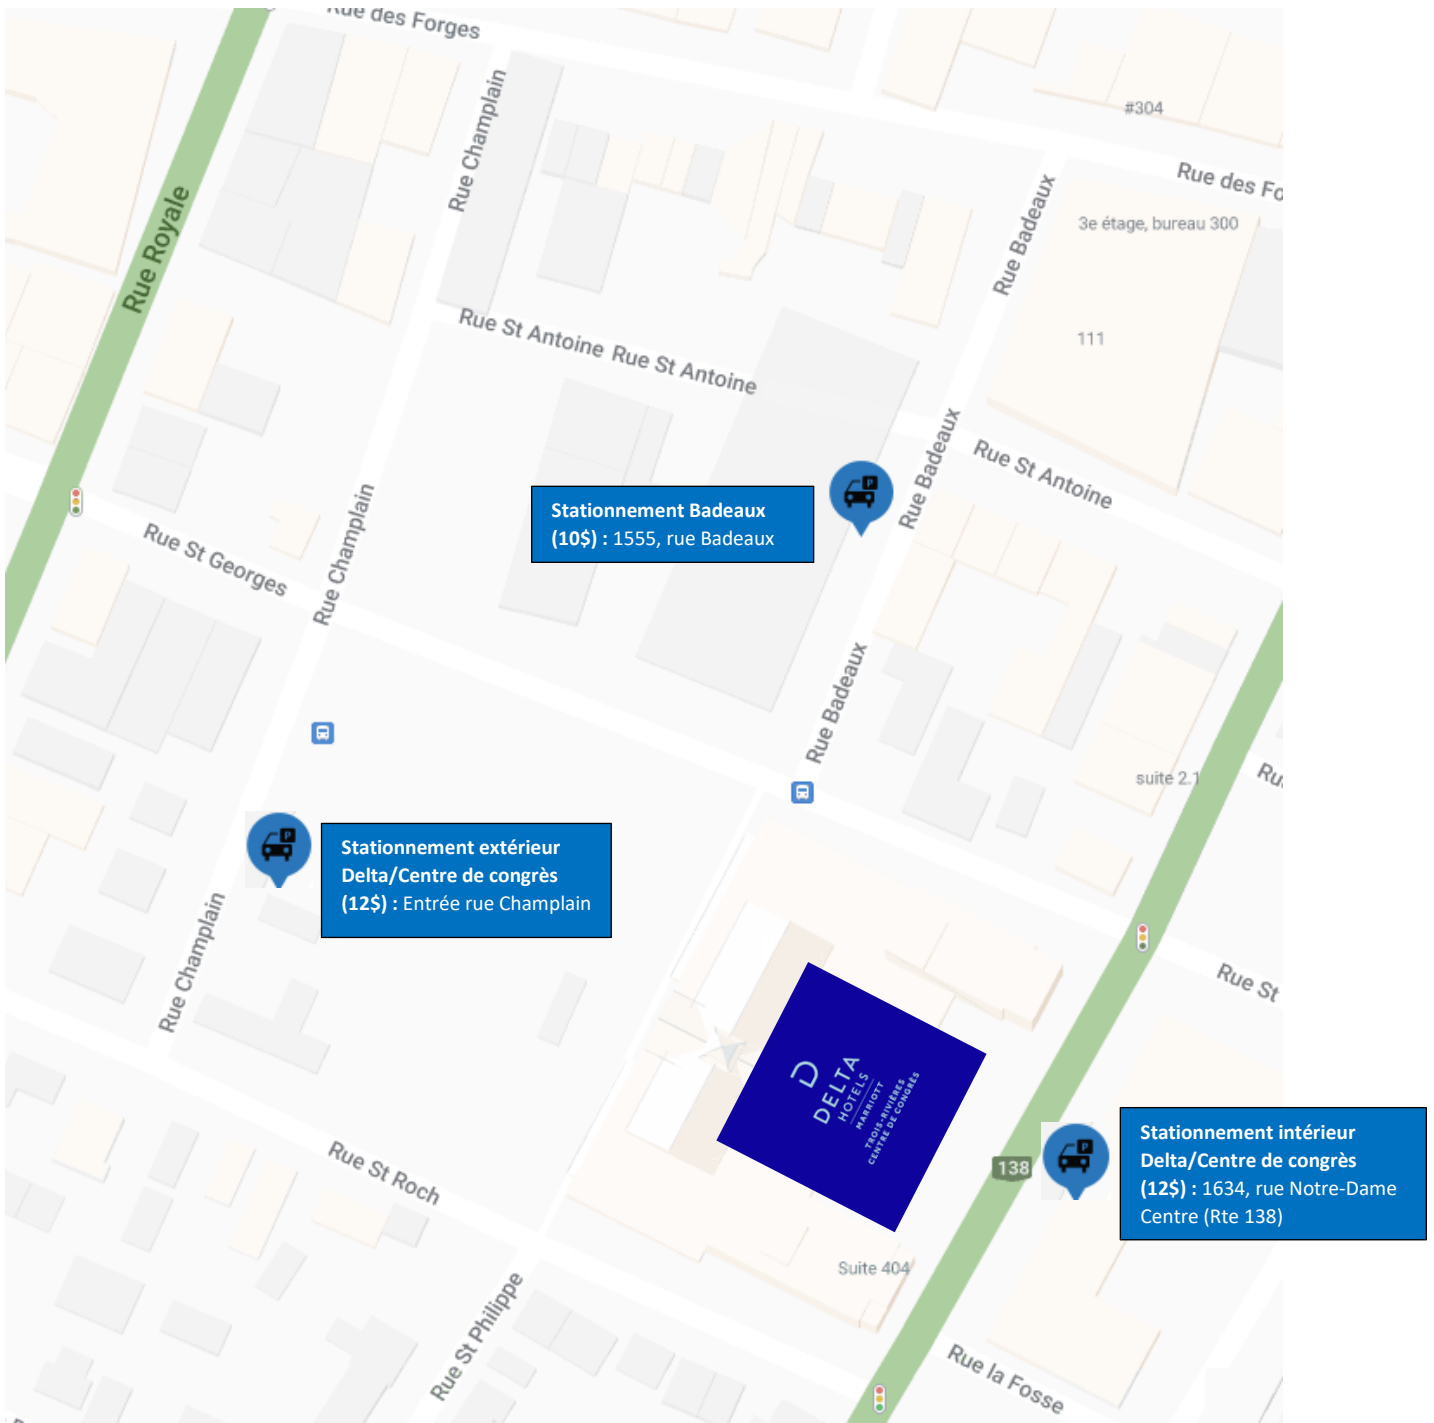 Rue des Forges
Rue Champlain
#304
Rue des Fo
Rue Royale
Rue Badeaux
3e étage, bureau 300
111
Rue St Antoine
Rue St Antoine
Rue St Antoine
Rue Badeaux
Rue Champlain
Stationnement Badeaux
(10$) : 1555, rue Badeaux
P
Rue St Georges
Rue Badeaux
suite 2.1
Ru
P
Stationnement extérieur
Delta/Centre de congrès
(12$) : Entrée rue Champlain
Rue Champlain
Rue St
DELTA
HOTELS
MARRIOTT
TROIS-RIVIÈRES
CENTRE DE CONGRÈS
138
P
Stationnement intérieur
Delta/Centre de congrès
(12$) : 1634, rue Notre-Dame
Centre (Rte 138)
Rue St Roch
Suite 404
Rue St Philippe
Rue la Fosse